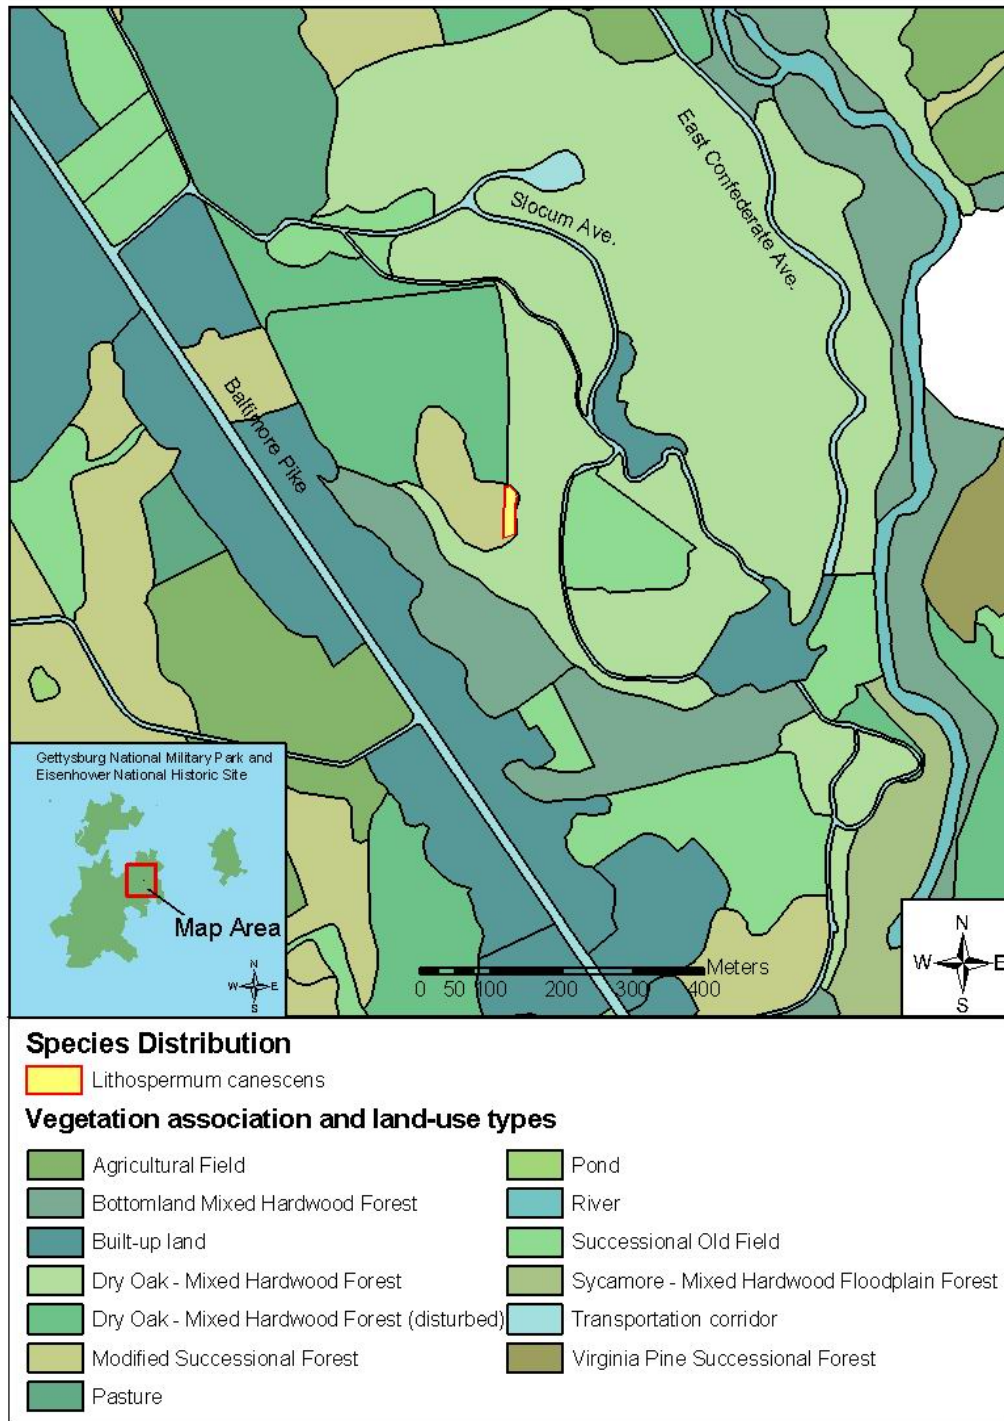 Slocum Ave.
East Confederate Ave.
Baltimore Pike
Gettysburg National Military Park and
Eisenhower National Historic Site
Map Area
N
W E
S
Meters
0 50 100 200 300 400
N
W E
S
Species Distribution
Lithospermum canescens
Vegetation association and land-use types
Agricultural Field
Bottomland Mixed Hardwood Forest
Built-up land
Dry Oak - Mixed Hardwood Forest
Dry Oak - Mixed Hardwood Forest (disturbed)
Modified Successional Forest
Pasture
Pond
River
Successional Old Field
Sycamore - Mixed Hardwood Floodplain Forest
Transportation corridor
Virginia Pine Successional Forest